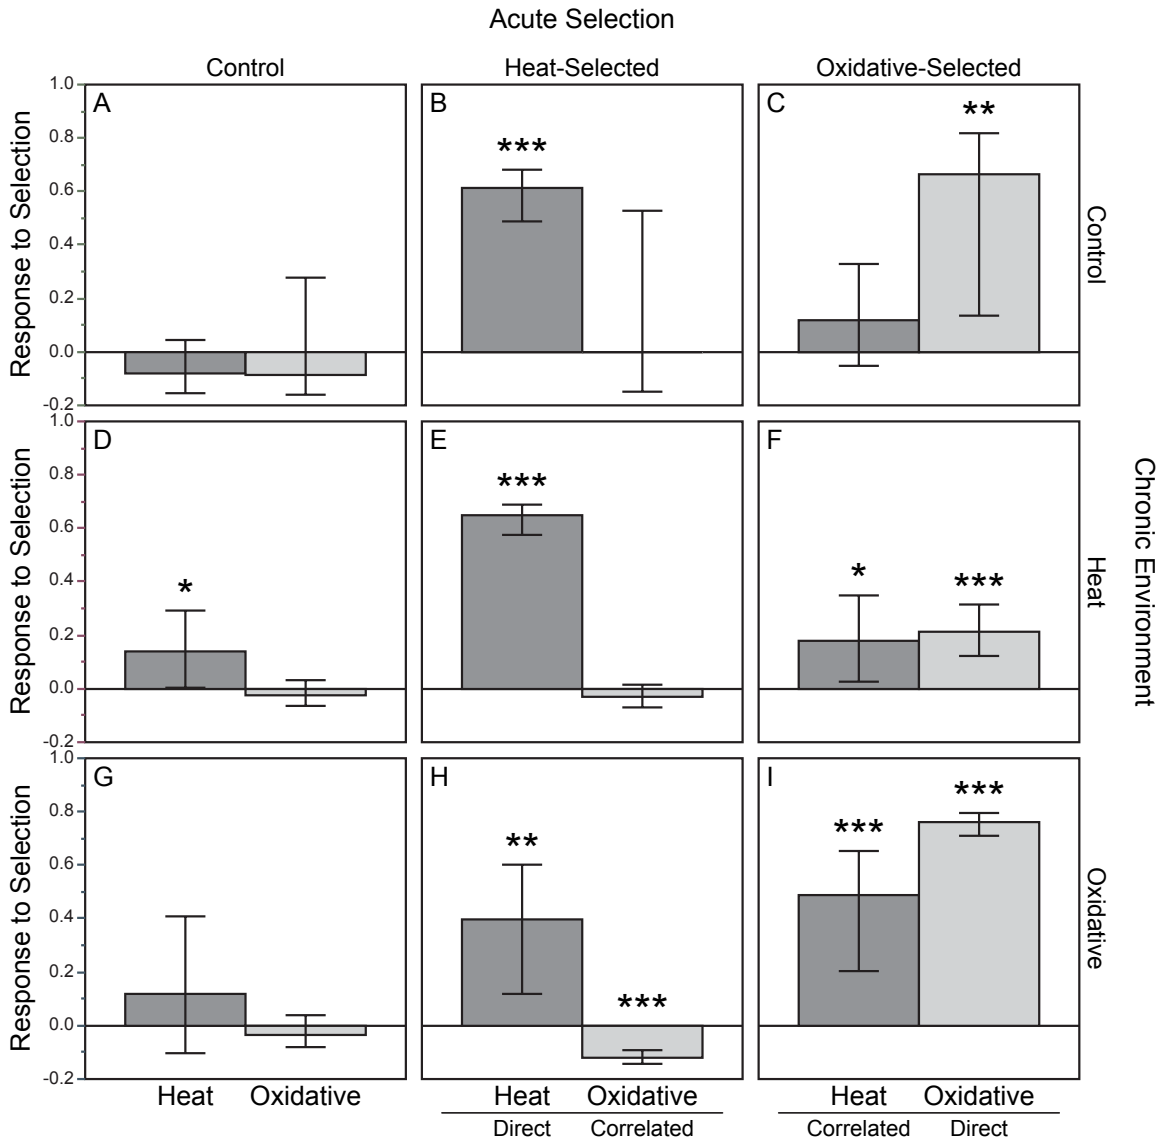 Acute Selection
Control Heat-Selected Oxidative-Selected
A B C
1.0
0.8
0.6
0.4
0.2
0.0
-0.2
Response to Selection
***
**
Control
D E F
1.0
0.8
0.6
0.4
0.2
0.0
-0.2
Response to Selection
*
***
*
***
Heat
Chronic Environment
G H I
1.0
0.8
0.6
0.4
0.2
0.0
-0.2
Response to Selection
**
***
***
***
Oxidative
Heat Oxidative Heat Oxidative Heat Oxidative
Direct Correlated Correlated Direct